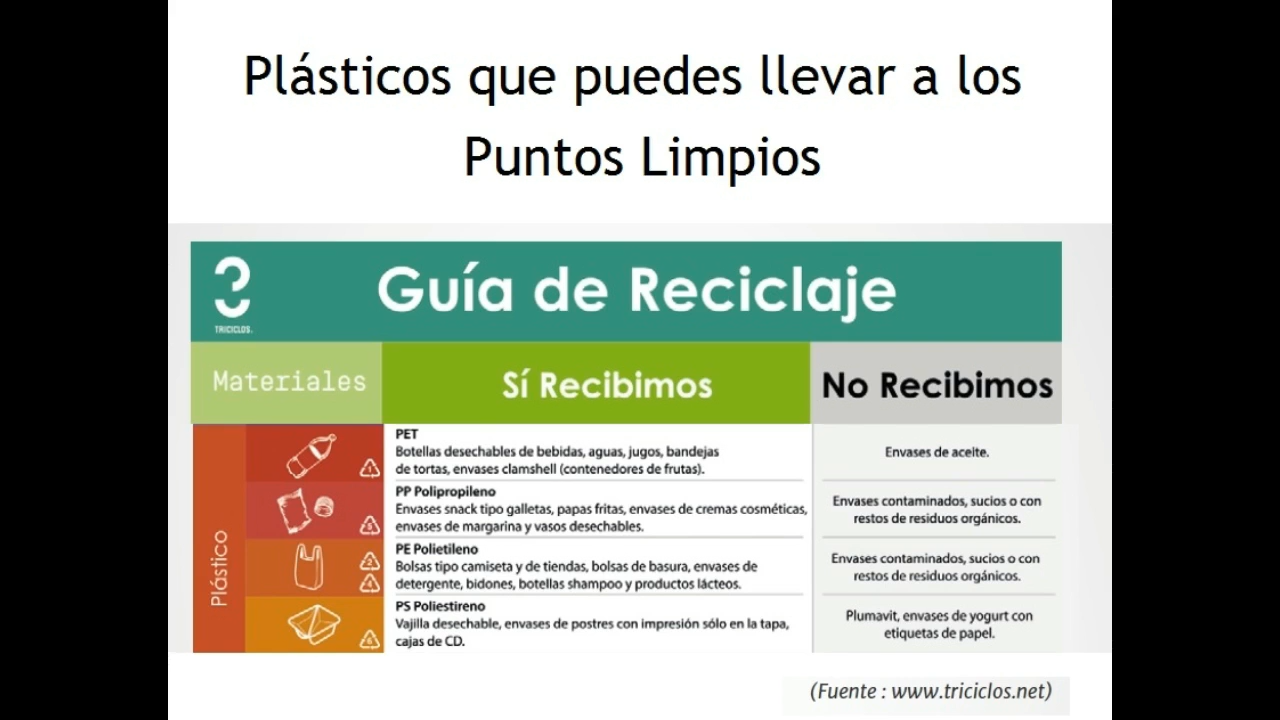 Plásticos que puedes llevar a los
Puntos Limpios
TRICICLOS.
Guía de Reciclaje
Materiales
Sí Recibimos
No Recibimos
Plástico
1
PET
Botellas desechables de bebidas, aguas, jugos, bandejas
de tortas, envases clamshell (contenedores de frutas).
Envases de aceite.
5
PP Polipropileno
Envases snack tipo galletas, papas fritas, envases de cremas cosméticas,
envases de margarina y vasos desechables.
Envases contaminados, sucios o con
restos de residuos orgánicos.
2
4
PE Polietileno
Bolsas tipo camiseta y de tiendas, bolsas de basura, envases de
detergente, bidones, botellas shampoo y productos lácteos.
Envases contaminados, sucios o con
restos de residuos orgánicos.
6
PS Poliestireno
Vajilla desechable, envases de postres con impresión sólo en la tapa,
cajas de CD.
Plumavit, envases de yogurt con
etiquetas de papel.
(Fuente : www.triciclos.net)